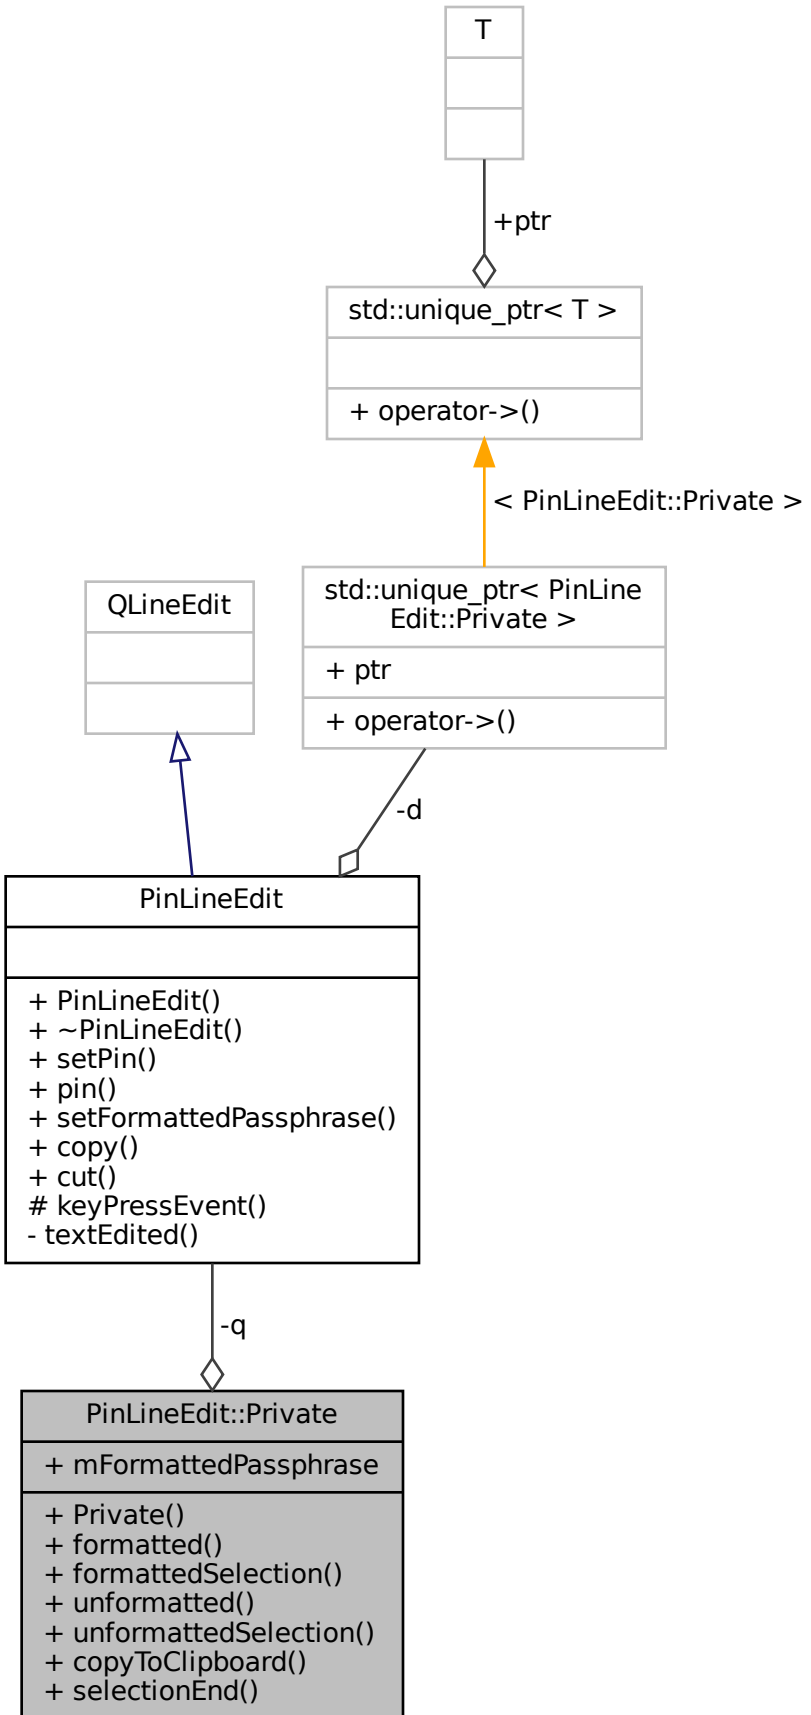 T
+ptr
std::unique_ptr< T >
+ operator->()
< PinLineEdit::Private >
std::unique_ptr< PinLine
Edit::Private >
+ ptr
+ operator->()
QLineEdit
-d
PinLineEdit
+ PinLineEdit()
+ ~PinLineEdit()
+ setPin()
+ pin()
+ setFormattedPassphrase()
+ copy()
+ cut()
# keyPressEvent()
- textEdited()
-q
PinLineEdit::Private
+ mFormattedPassphrase
+ Private()
+ formatted()
+ formattedSelection()
+ unformatted()
+ unformattedSelection()
+ copyToClipboard()
+ selectionEnd()